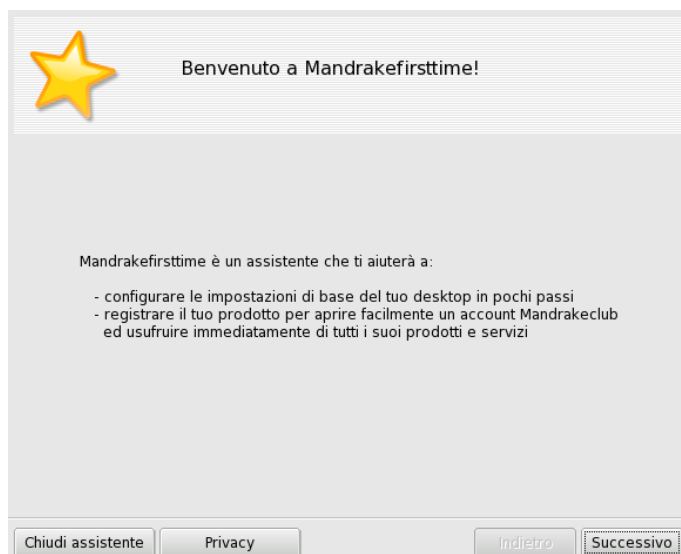 Benvenuto a Mandrakefirsttime!
Mandrakefirsttime è un assistente che ti aiuterà a:
- configurare le impostazioni di base del tuo desktop in pochi passi
- registrare il tuo prodotto per aprire facilmente un account Mandrakeclub
ed usufruire immediatamente di tutti i suoi prodotti e servizi
Chiudi assistente
Privacy
Indietro
Successivo